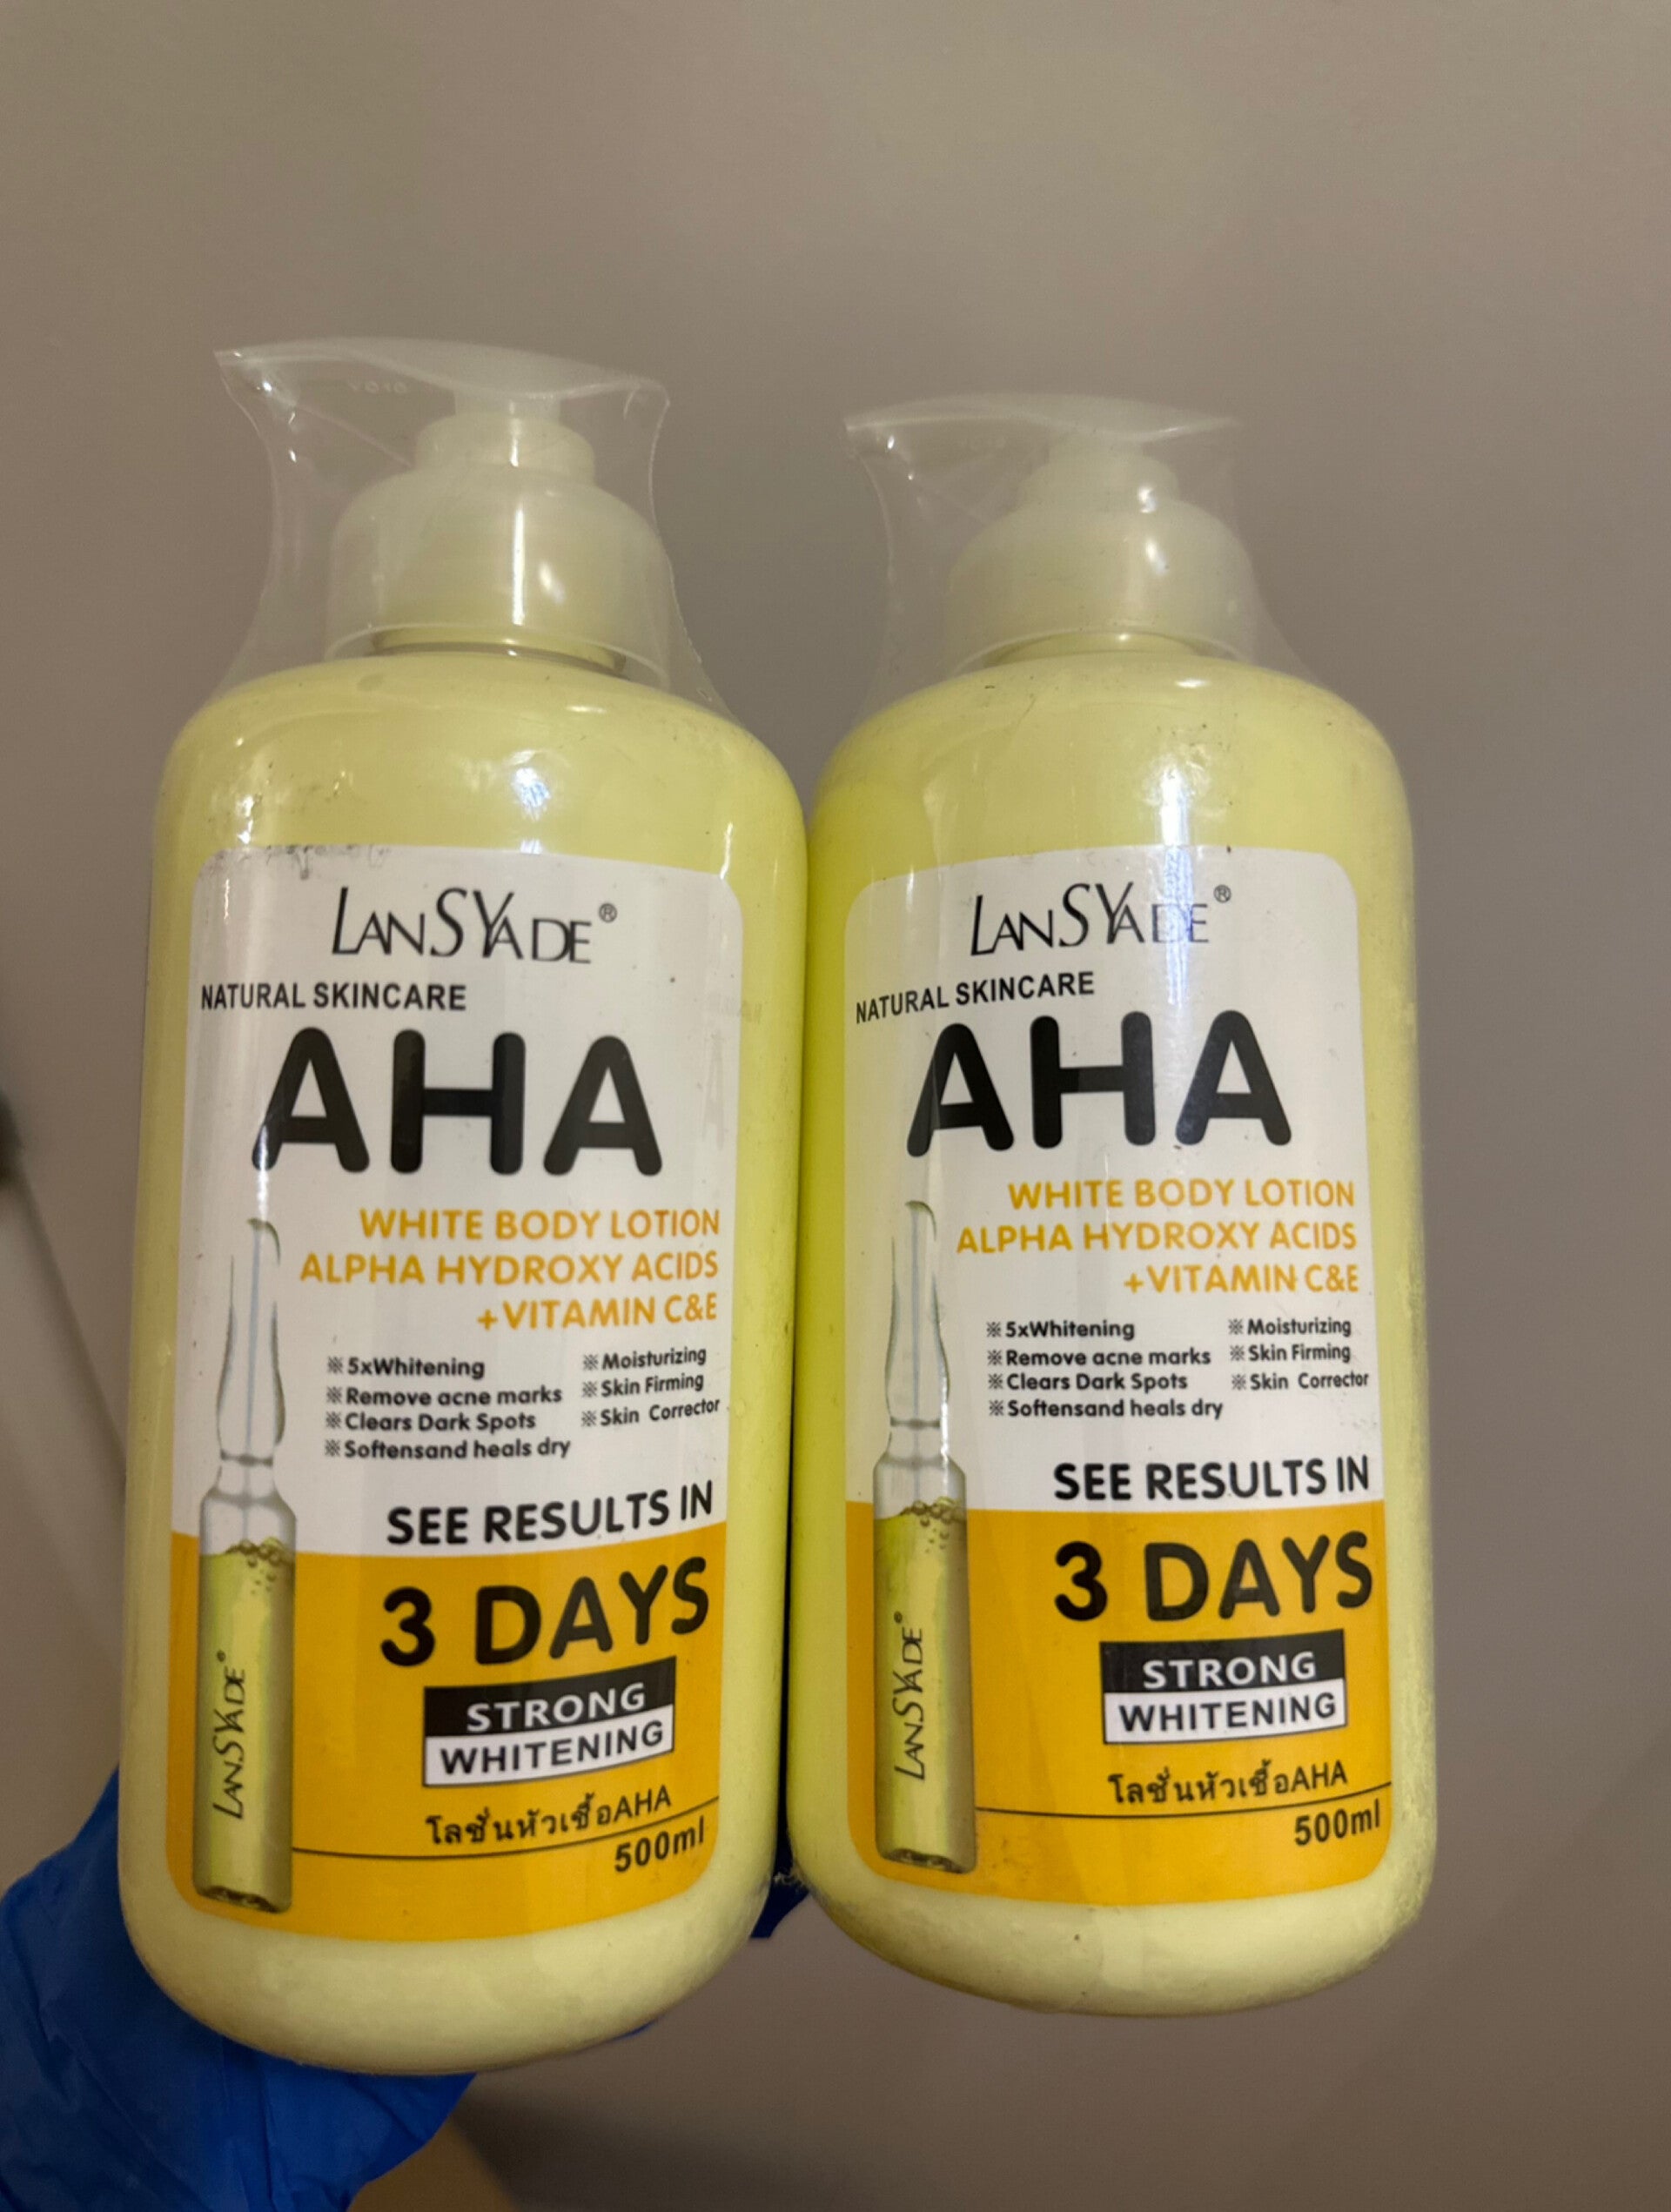 LANSYADE®
NATURAL SKINCARE
AHA
WHITE BODY LOTION
ALPHA HYDROXY ACIDS
+VITAMIN C&E
※5xWhitening
※Remove acne marks
※Clears Dark Spots
※Softensand heals dry
※Moisturizing
※Skin Firming
※Skin Corrector
SEE RESULTS IN
3 DAYS
STRONG
WHITENING
โลชั่นหัวเชื้อAHA
500ml
LANSYADE®
LANSYADE®
NATURAL SKINCARE
AHA
WHITE BODY LOTION
ALPHA HYDROXY ACIDS
+VITAMIN C&E
※5xWhitening
※Remove acne marks
※Clears Dark Spots
※Softensand heals dry
※Moisturizing
※Skin Firming
※Skin Corrector
SEE RESULTS IN
3 DAYS
STRONG
WHITENING
โลชั่นหัวเชื้อAHA
500ml
LANSYADE®